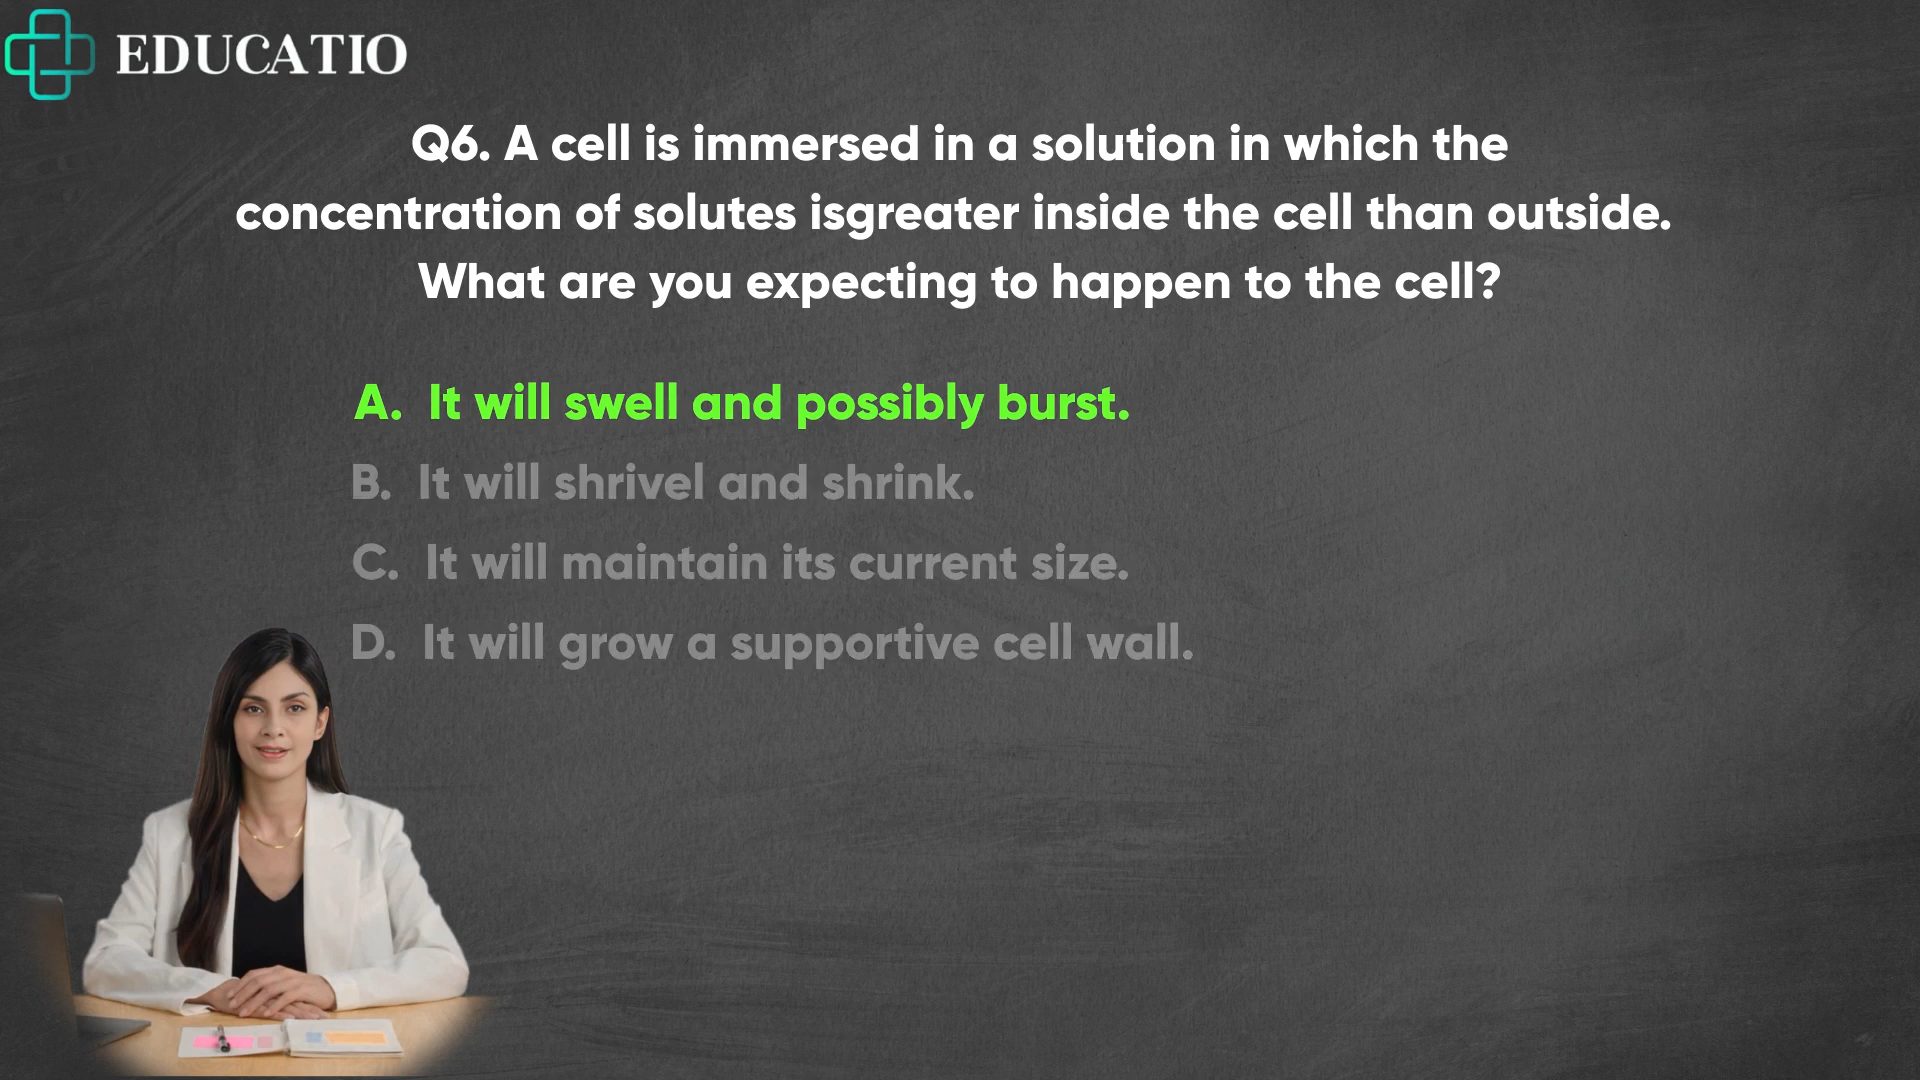 EDUCATIO
Q6. A cell is immersed in a solution in which the
concentration of solutes isgreater inside the cell than outside.
What are you expecting to happen to the cell?
A. It will swell and possibly burst.
B. It will shrivel and shrink.
C. It will maintain its current size.
D. It will grow a supportive cell wall.